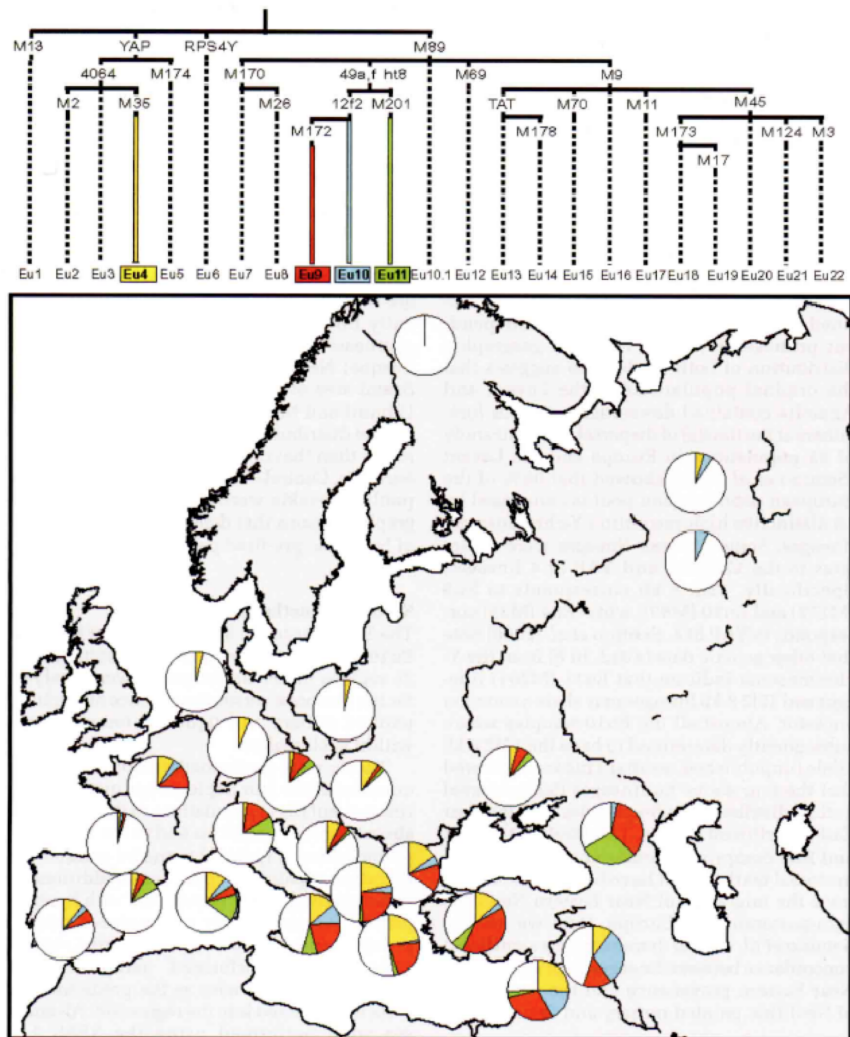 M13 YAP RPS4Y M89
4064 M174 M170 49a,f ht8 M69 M9
M2 M35 M26 12f2 M201 TAT M70 M11 M45
M172 M178 M173 M124 M3
M17
Eu1 Eu2 Eu3 Eu4 Eu5 Eu6 Eu7 Eu8 Eu9 Eu10 Eu11 Eu10.1 Eu12 Eu13 Eu14 Eu15 Eu16 Eu17 Eu18 Eu19 Eu20 Eu21 Eu22